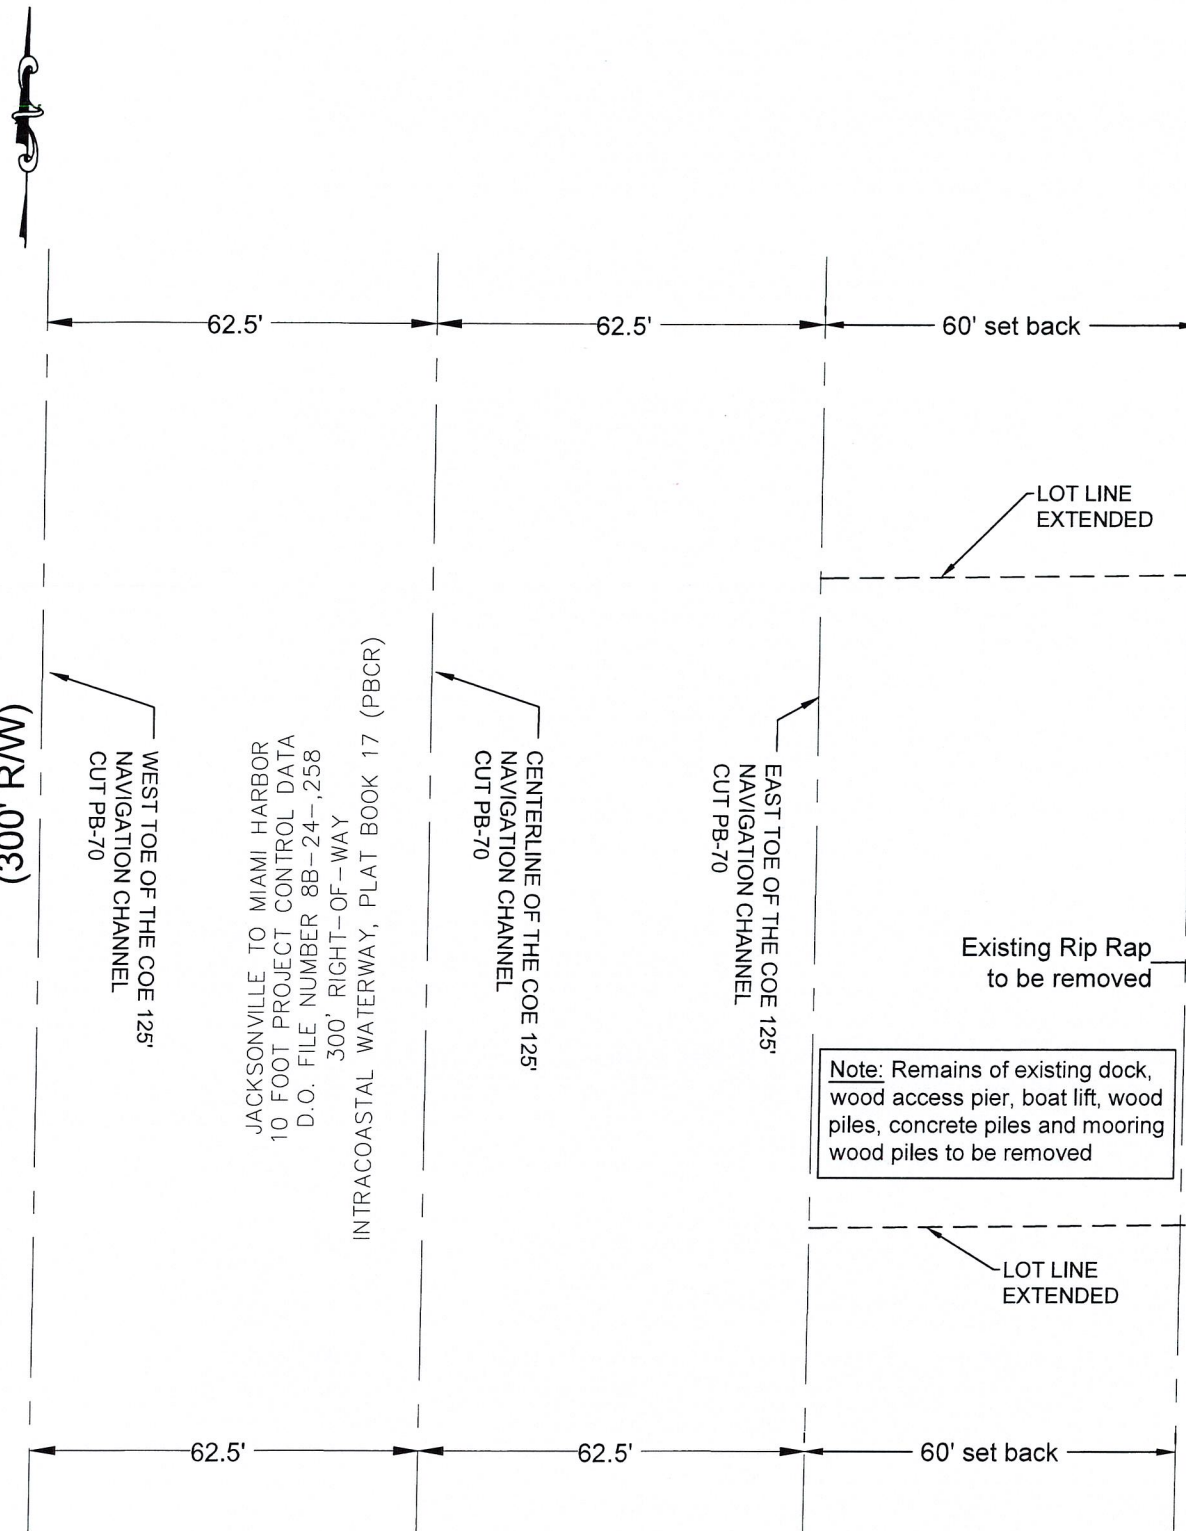 62.5'
62.5'
60' set back
LOT LINE
EXTENDED
(300' R/W)
WEST TOE OF THE COE 125'
NAVIGATION CHANNEL
CUT PB-70
JACKSONVILLE TO MIAMI HARBOR
10 FOOT PROJECT CONTROL DATA
D.O. FILE NUMBER 8B-24-,258
300' RIGHT-OF-WAY
INTRACOASTAL WATERWAY, PLAT BOOK 17 (PBCR)
CENTERLINE OF THE COE 125'
NAVIGATION CHANNEL
CUT PB-70
EAST TOE OF THE COE 125'
NAVIGATION CHANNEL
CUT PB-70
Existing Rip Rap
to be removed
Note: Remains of existing dock,
wood access pier, boat lift, wood
piles, concrete piles and mooring
wood piles to be removed
LOT LINE
EXTENDED
62.5'
62.5'
60' set back